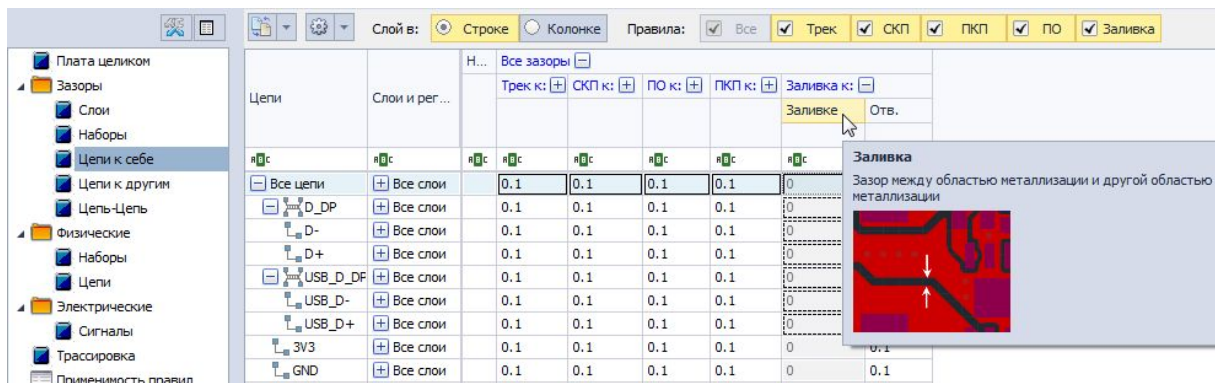 Слой в: Строке Колонке Правила: Все Трек СКП ПКП ПО Заливка
Плата целиком
Зазоры
Слои
Наборы
Цепи к себе
Цепи к другим
Цепь-Цепь
Физические
Наборы
Цепи
Электрические
Сигналы
Трассировка
Применимость правил
Цепи Слои и рег... Н... Все зазоры
Трек к: СКП к: ПО к: ПКП к: Заливка к:
Заливке Отв.
Все цепи Все слои 0.1 0.1 0.1 0.1 0
D_DP Все слои 0.1 0.1 0.1 0.1 0
D- Все слои 0.1 0.1 0.1 0.1 0
D+ Все слои 0.1 0.1 0.1 0.1 0
USB_D_DP Все слои 0.1 0.1 0.1 0.1 0
USB_D- Все слои 0.1 0.1 0.1 0.1 0
USB_D+ Все слои 0.1 0.1 0.1 0.1 0
3V3 Все слои 0.1 0.1 0.1 0.1 0 0.1
GND Все слои 0.1 0.1 0.1 0.1 0 0.1
Заливка
Зазор между областью металлизации и другой областью
металлизации